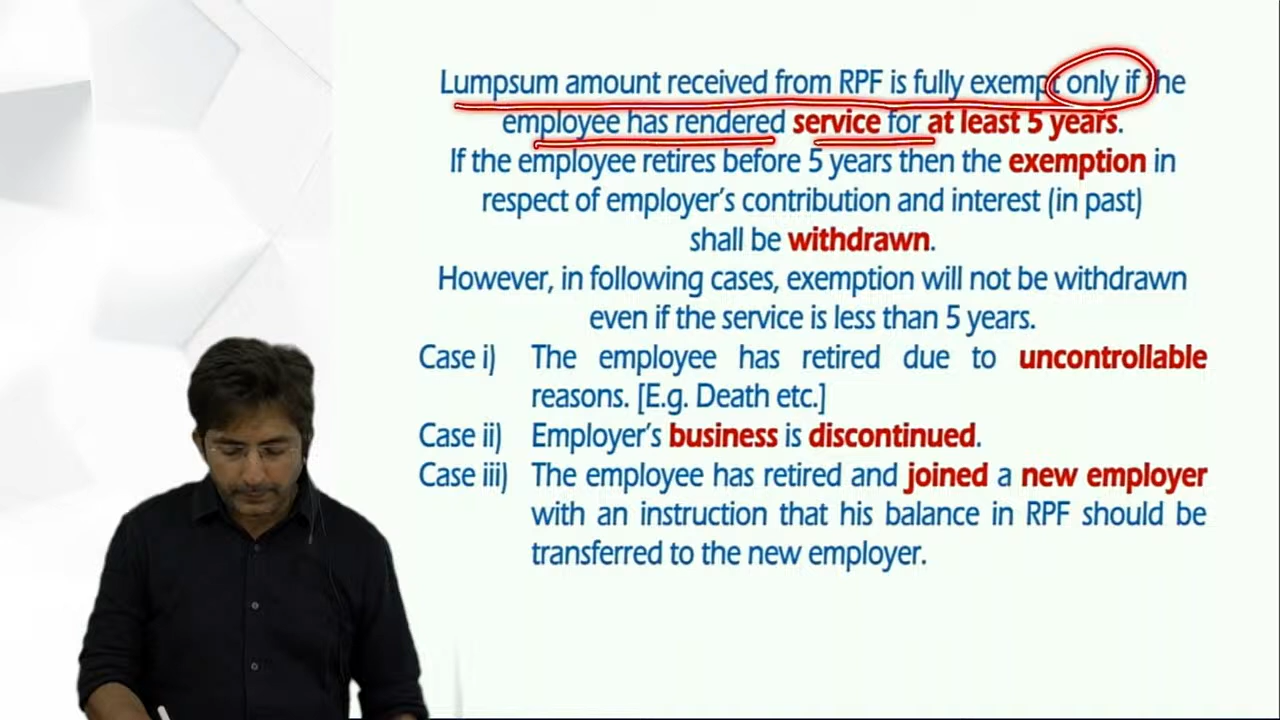 Lumpsum amount received from RPF is fully exempt only if the
employee has rendered service for at least 5 years.
If the employee retires before 5 years then the exemption in
respect of employer's contribution and interest (in past)
shall be withdrawn.
However, in following cases, exemption will not be withdrawn
even if the service is less than 5 years.
Case i) The employee has retired due to uncontrollable
reasons. [E.g. Death etc.]
Case ii) Employer's business is discontinued.
Case iii) The employee has retired and joined a new employer
with an instruction that his balance in RPF should be
transferred to the new employer.